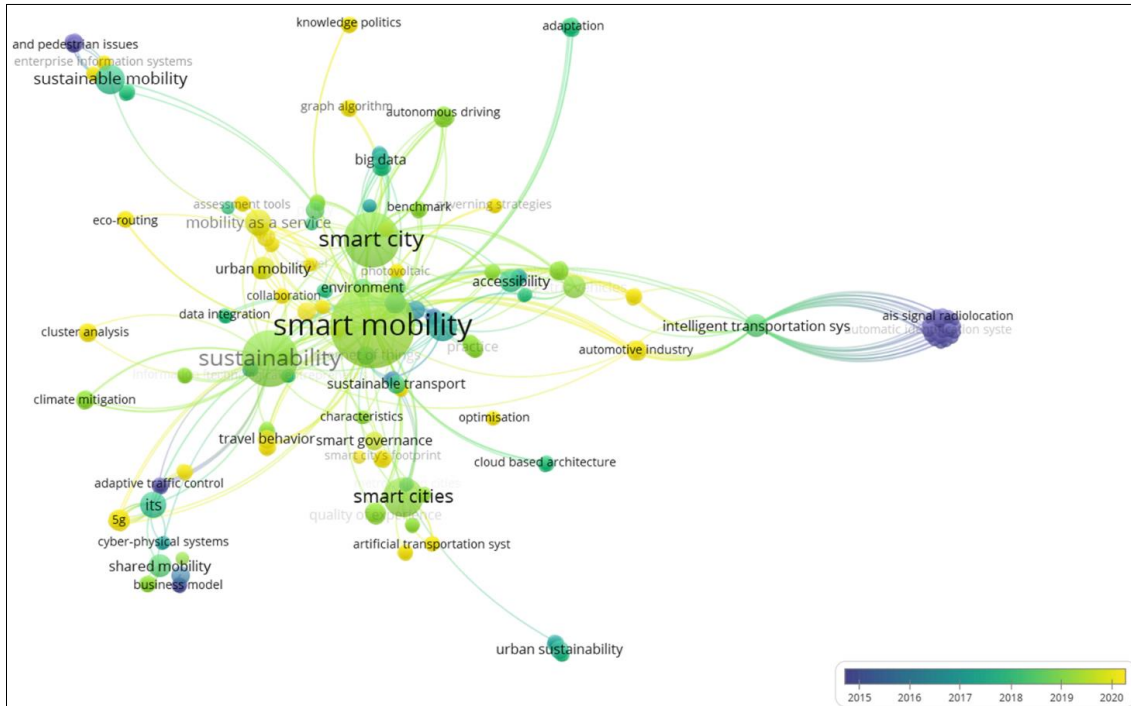 knowledge politics
adaptation
and pedestrian issues
enterprise information systems
sustainable mobility
graph algorithm
autonomous driving
big data
assessment tools
benchmark
eco-routing
mobility as a service
smart city
urban mobility
photovoltaic
accessibility
environment
collaboration
data integration
smart mobility
ais signal radiolocation
intelligent transportation sys
cluster analysis
practice
automotive industry
sustainability
sustainable transport
climate mitigation
characteristics
optimisation
travel behavior
smart governance
smart city's footprint
cloud based architecture
adaptive traffic control
smart cities
its
quality of experience
5g
cyber-physical systems
artificial transportation syst
shared mobility
business model
urban sustainability
2015 2016 2017 2018 2019 2020